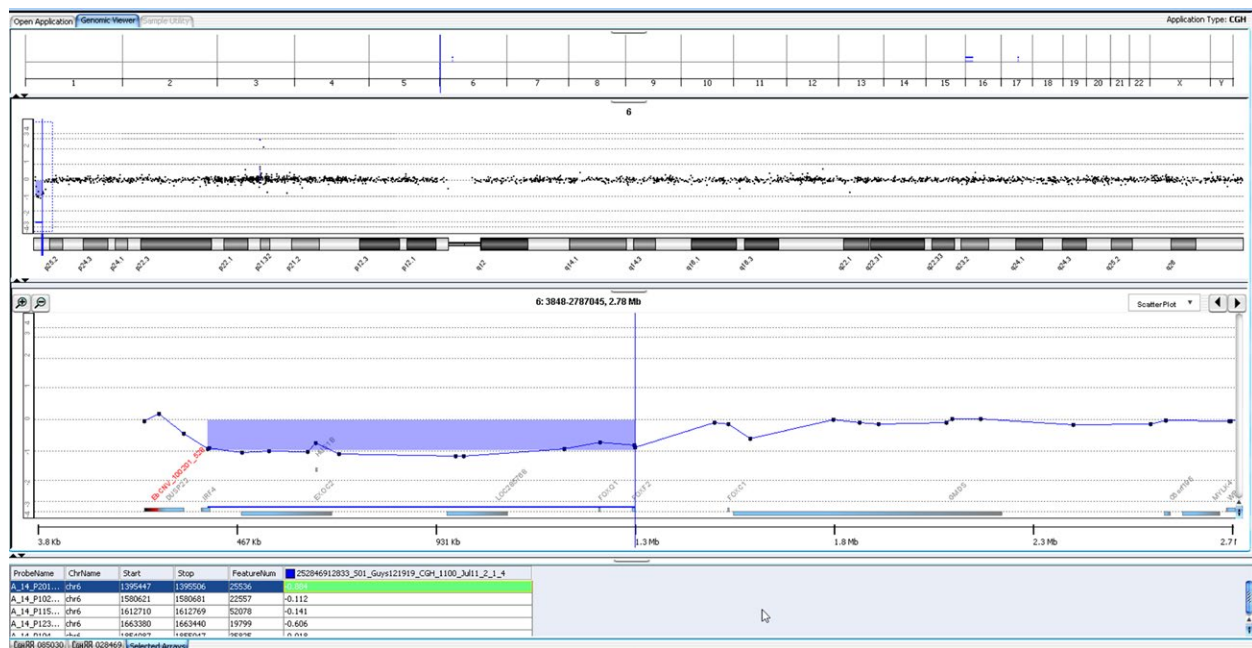 Open Application Genomic Viewer Sample Utility Application Type: CGH
1 2 3 4 5 6 7 8 9 10 11 12 13 14 15 16 17 18 19 20 21 22 X Y
6
p25.2 p24.3 p24.1 p22.3 p22.1 p21.32 p21.2 p12.3 p12.1 q12 q14.1 q14.3 q16.1 q16.3 q22.1 q22.31 q22.33 q23.2 q24.1 q24.3 q25.2 q26
6: 3848-2787045, 2.78 Mb
Scatter Plot
DUSP22 IRF4 EXOC2 HUS1B FOXQ1 FOXF2 FOXC1 GMDS MYLK4
3.8 Kb 467 Kb 931 Kb 1.3 Mb 1.8 Mb 2.3 Mb
ProbeName ChrName Start Stop FeatureNum 252846912833_S01_Guys121919_CGH_1100_Jul11_2_1_4
A_14_P201... chr6 1395447 1395506 25536
A_14_P102... chr6 1580621 1580681 22557 -0.112
A_14_P115... chr6 1612710 1612769 52078 -0.141
A_14_P123... chr6 1663380 1663440 19799 -0.606
Selected Arrays